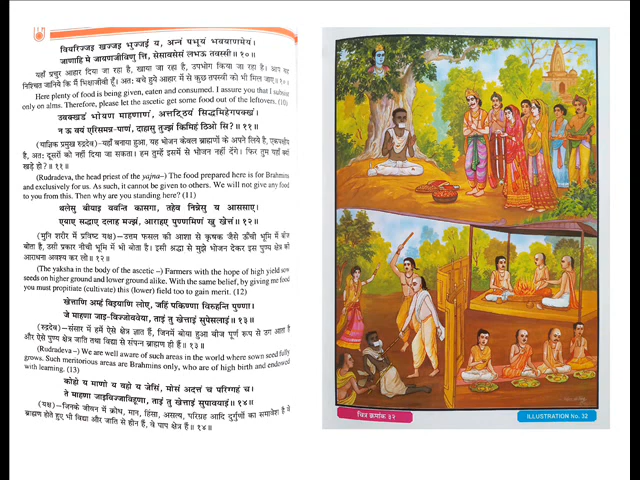 वियरिज्जइ खज्जइ भुज्जई य, अन्नं पभूयं भवयाणमेयं।
जाणाहि मे जायणजीविणु त्ति, सेसावसेसं लभऊ तवस्सी॥ १०॥
यहाँ प्रचुर आहार दिया जा रहा है, खाया जा रहा है, उपभोग किया जा रहा है। आप यह
निश्चित जानिये कि मैं भिक्षाजीवी हूँ। अतः बचे हुये आहार में से कुछ तपस्वी को भी मिल जाए॥ १०॥
Here plenty of food is being given, eaten and consumed. I assure you that I subsist
only on alms. Therefore, please let the ascetic get some food out of the leftovers. (10)
उवक्खडं भोयण माहणाणं, अत्तट्ठियं सिद्धमिहेगपक्खं।
न ऊ वयं एरिसमन्न-पाणं, दाहामु तुज्झं किमिहं ठिओ सि?॥ ११॥
(याज्ञिक प्रमुख रुद्रदेव)–यहाँ बनाया हुआ, यह भोजन केवल ब्राह्मणों के अपने लिये है, एकपक्षीय
है, अतः दूसरों को नहीं दिया जा सकता। हम तुम्हें इसमें से भोजन नहीं देंगे। फिर तुम यहाँ क्यों
खड़े हो?॥ ११॥
(Rudradeva, the head priest of the yajna–) The food prepared here is for Brahmins
and exclusively for us. As such, it cannot be given to others. We will not give any food
to you from this. Then why are you standing here? (11)
थलेसु बीयाइ ववन्ति कासगा, तहेव निन्नेसु य आससाए।
एयाए सद्धाए दलाह मज्झं, आराहए पुण्णमिणं खु खेत्तं॥ १२॥
(मुनि शरीर में प्रविष्ट यक्ष)–उत्तम फसल की आशा से कृषक जैसे ऊँची भूमि में बीज
बोता है, उसी प्रकार नीची भूमि में भी बोता है। इसी श्रद्धा से मुझे भोजन देकर इस पुण्य क्षेत्र की
आराधना अवश्य कर लो॥ १२॥
(The yaksha in the body of the ascetic –) Farmers with the hope of high yield sow
seeds on higher ground and lower ground alike. With the same belief, by giving me food
you must propitiate (cultivate) this (lower) field too to gain merit. (12)
खेत्ताणि अम्हं विइयाणि लोए, जहिं पकिण्णा विरुहन्ति पुण्णा।
जे माहणा जाइ-विज्जोववेया, ताइं तु खेत्ताइं सुपेसलाइं॥ १३॥
(रुद्रदेव)–संसार में हमें ऐसे क्षेत्र ज्ञात हैं, जिनमें बोया हुआ बीज पूर्ण रूप से उग आता है
और ऐसे पुण्य क्षेत्र जाति तथा विद्या से संपन्न ब्राह्मण ही हैं॥ १३॥
(Rudradeva –) We are well aware of such areas in the world where sown seed fully
grows. Such meritorious areas are Brahmins only, who are of high birth and endowed
with learning. (13)
कोहो य माणो य वहो य जेसिं, मोसं अदत्तं च परिग्गहं च।
ते माहणा जाइविज्जाविहूणा, ताइं तु खेत्ताइं सुपावयाइं॥ १४॥
(यक्ष)–जिनके जीवन में क्रोध, मान, हिंसा, असत्य, परिग्रह आदि दुर्गुणों का समावेश है वे
ब्राह्मण होते हुए भी विद्या और जाति से हीन हैं, वे पाप क्षेत्र हैं॥ १४॥
चित्र क्रमांक ३२
ILLUSTRATION No. 32